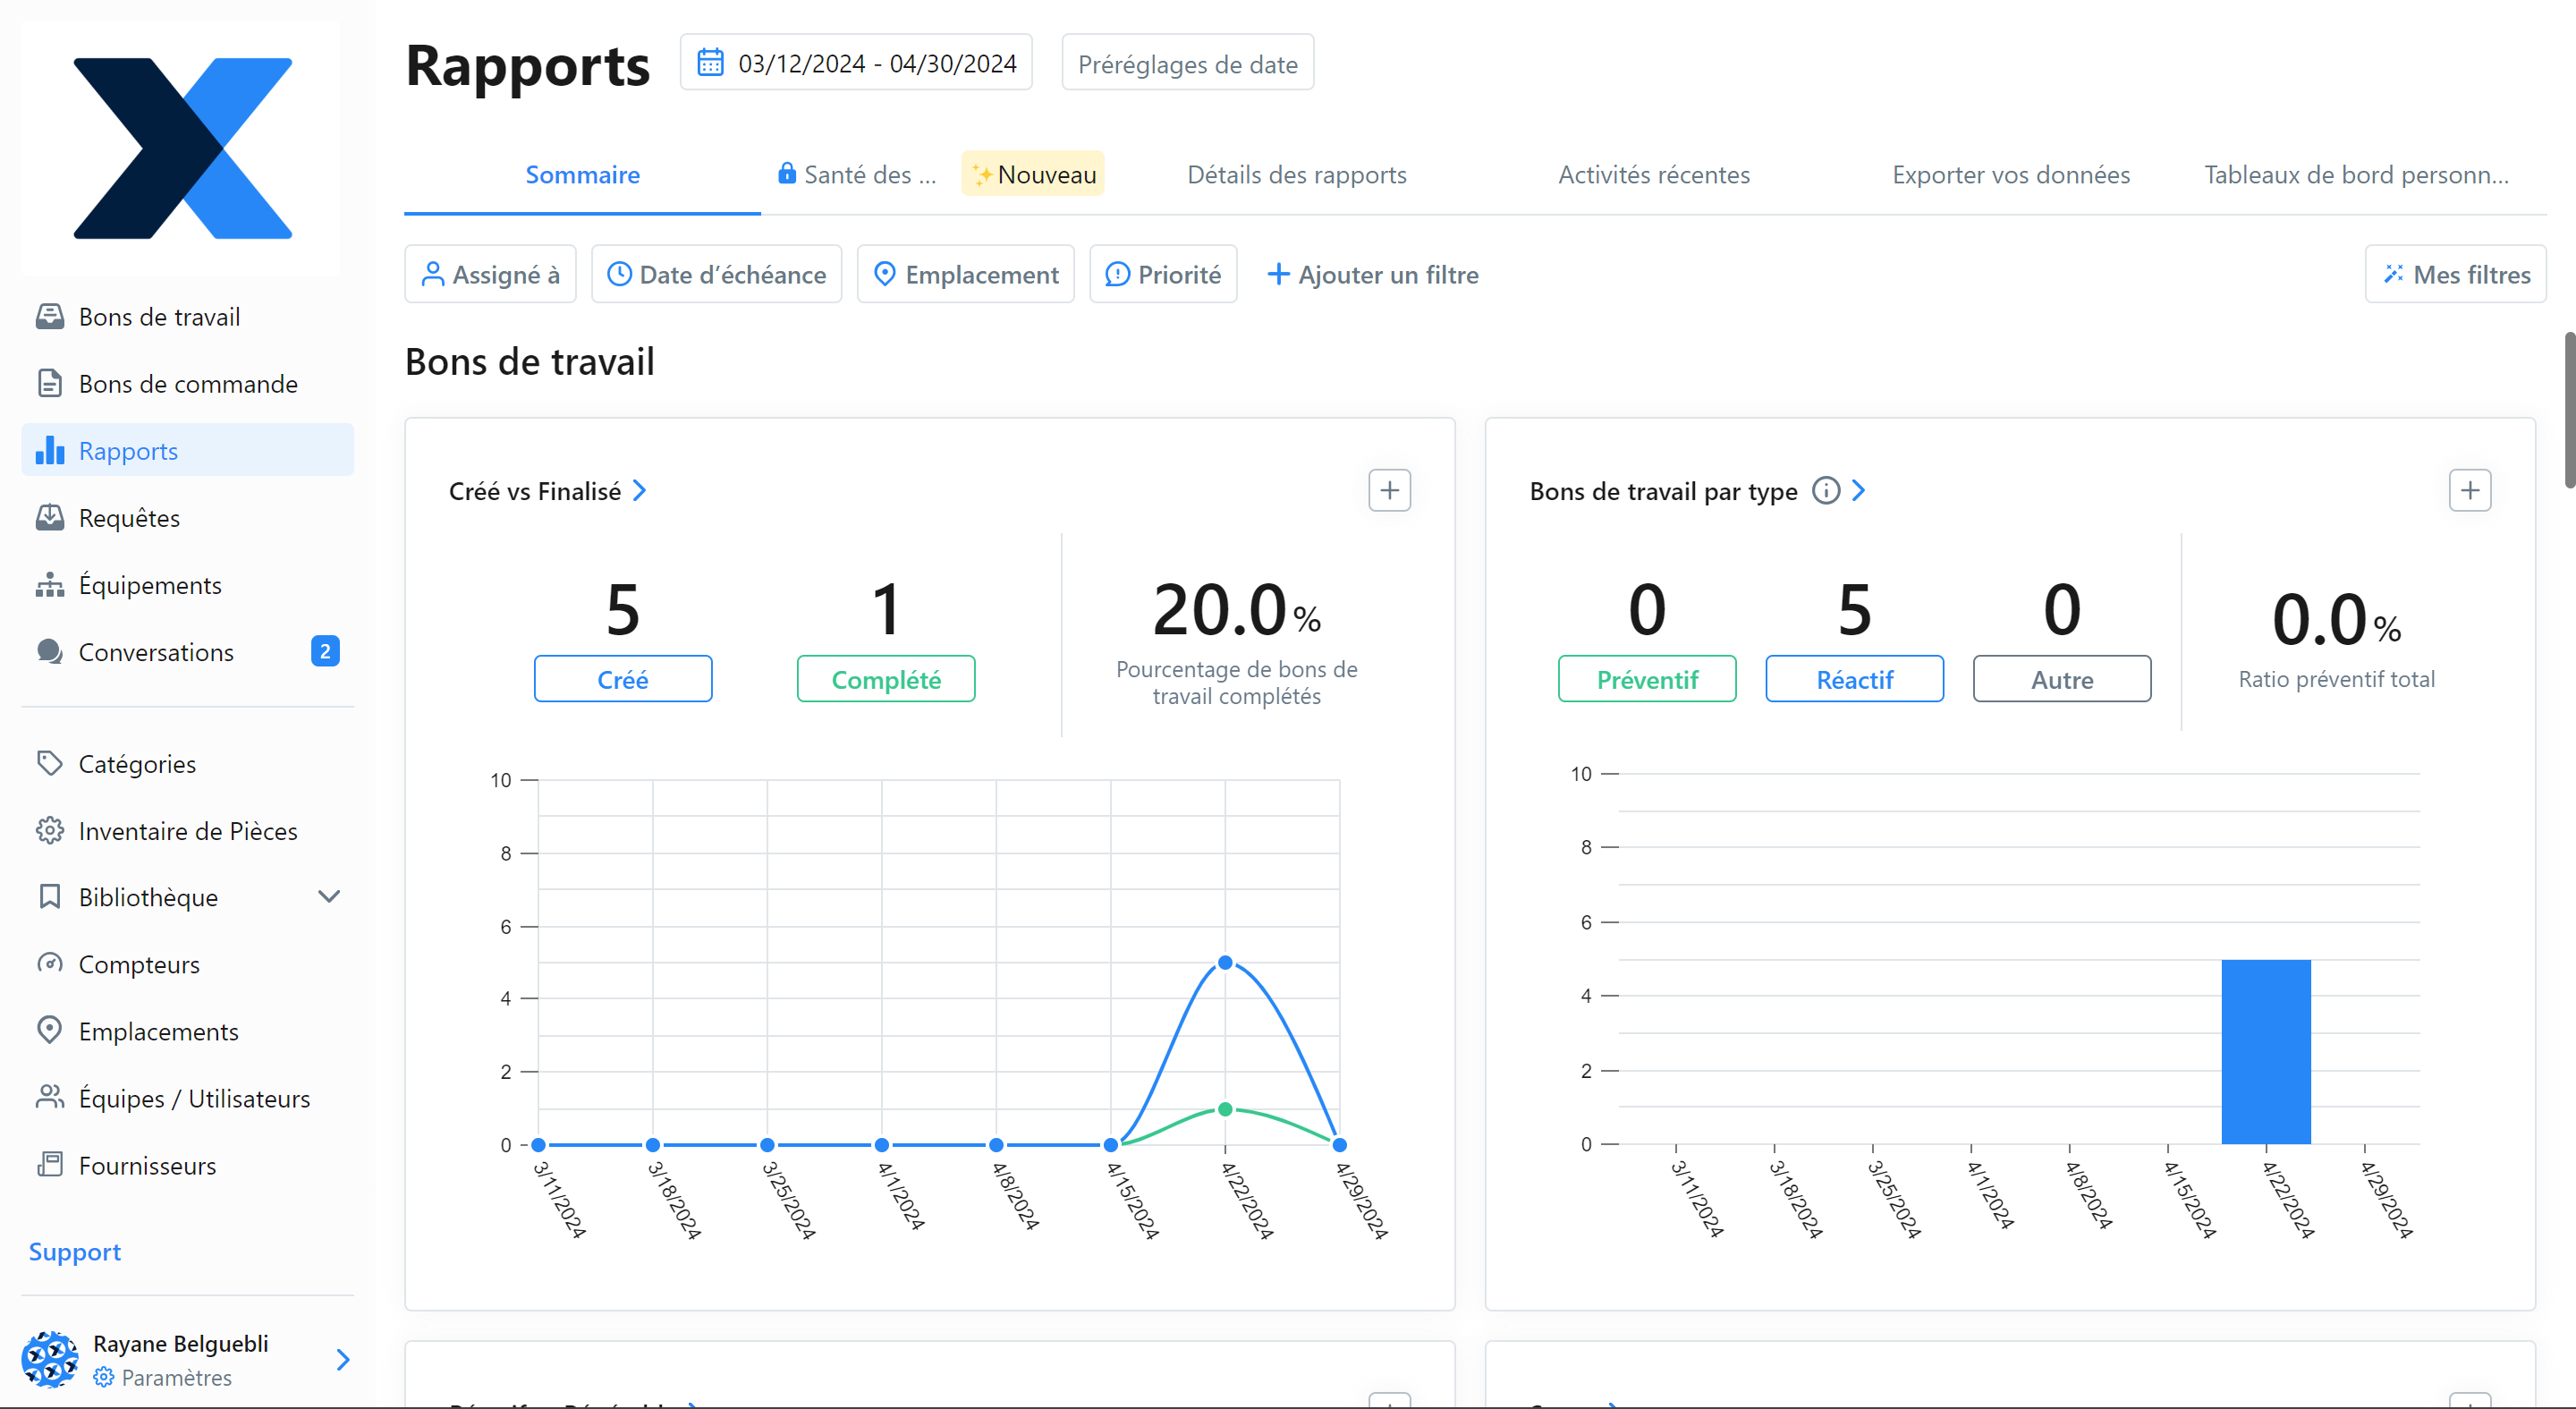 Rapports
03/12/2024 - 04/30/2024
Préréglages de date
Sommaire
Santé des ...
Nouveau
Détails des rapports
Activités récentes
Exporter vos données
Tableaux de bord personn...
Assigné à
Date d’échéance
Emplacement
Priorité
Ajouter un filtre
Mes filtres
Bons de travail
Bons de commande
Rapports
Requêtes
Équipements
Conversations
2
Catégories
Inventaire de Pièces
Bibliothèque
Compteurs
Emplacements
Équipes / Utilisateurs
Fournisseurs
Support
Rayane Belguebli
Paramètres
Bons de travail
Créé vs Finalisé
5
Créé
1
Complété
20.0 %
Pourcentage de bons de
travail complétés
10
8
6
4
2
0
3/11/2024
3/18/2024
3/25/2024
4/1/2024
4/8/2024
4/15/2024
4/22/2024
4/29/2024
Bons de travail par type
0
Préventif
5
Réactif
0
Autre
0.0 %
Ratio préventif total
10
8
6
4
2
0
3/11/2024
3/18/2024
3/25/2024
4/1/2024
4/8/2024
4/15/2024
4/22/2024
4/29/2024